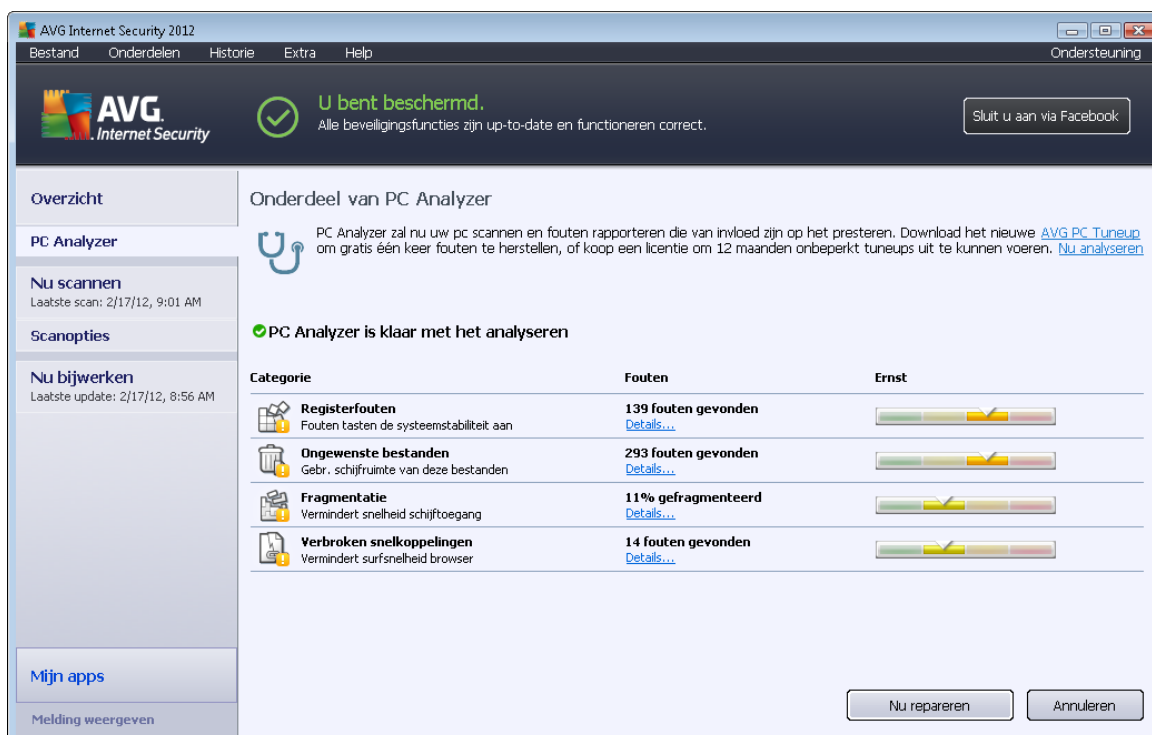 AVG Internet Security 2012
Bestand Onderdelen Historie Extra Help Ondersteuning
AVG.
Internet Security
U bent beschermd.
Alle beveiligingsfuncties zijn up-to-date en functioneren correct.
Sluit u aan via Facebook
Overzicht
PC Analyzer
Nu scannen
Laatste scan: 2/17/12, 9:01 AM
Scanopties
Nu bijwerken
Laatste update: 2/17/12, 8:56 AM
Mijn apps
Melding weergeven
Onderdeel van PC Analyzer
PC Analyzer zal nu uw pc scannen en fouten rapporteren die van invloed zijn op het presteren. Download het nieuwe AVG PC Tuneup
om gratis één keer fouten te herstellen, of koop een licentie om 12 maanden onbeperkt tuneups uit te kunnen voeren. Nu analyseren
PC Analyzer is klaar met het analyseren
Categorie Fouten Ernst
Registerfouten 139 fouten gevonden
Fouten tasten de systeemstabiliteit aan Details...
Ongewenste bestanden 293 fouten gevonden
Gebr. schijfruimte van deze bestanden Details...
Fragmentatie 11% gefragmenteerd
Vermindert snelheid schijftoegang Details...
Verbroken snelkoppelingen 14 fouten gevonden
Vermindert surfsnelheid browser Details...
Nu repareren Annuleren